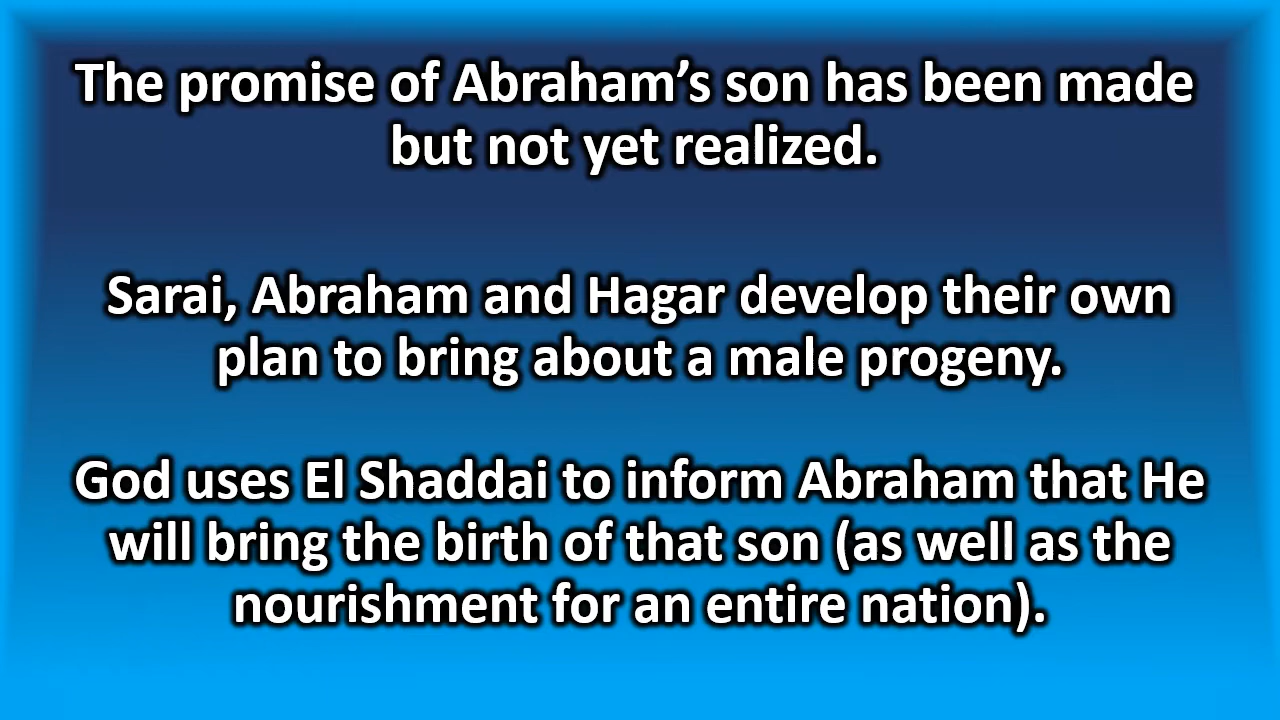 The promise of Abraham’s son has been made
but not yet realized.
Sarai, Abraham and Hagar develop their own
plan to bring about a male progeny.
God uses El Shaddai to inform Abraham that He
will bring the birth of that son (as well as the
nourishment for an entire nation).